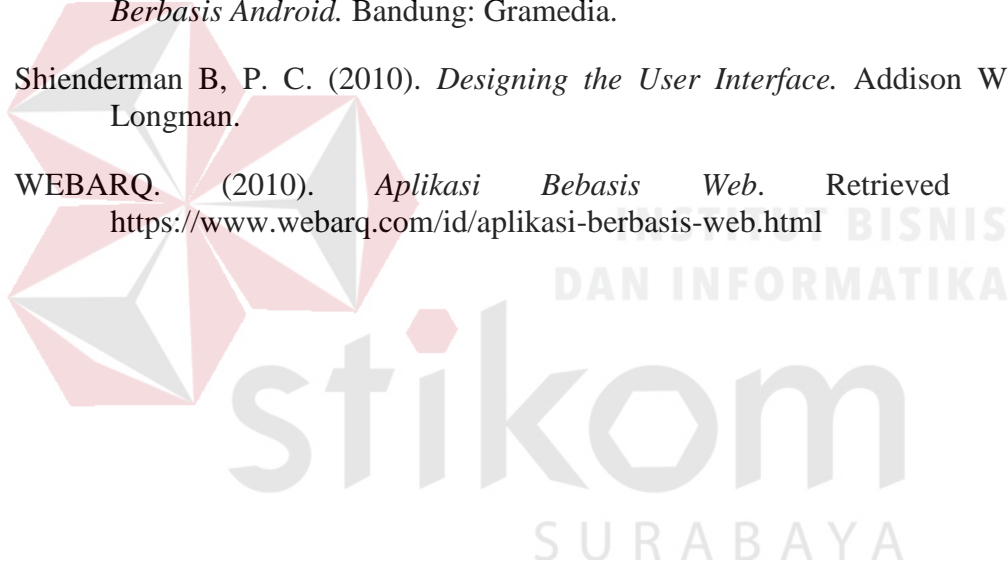 Berbasis Android. Bandung: Gramedia.
Shienderman B, P. C. (2010). Designing the User Interface. Addison W
Longman.
WEBARQ. (2010). Aplikasi Bebasis Web. Retrieved
https://www.webarq.com/id/aplikasi-berbasis-web.html
INSTITUT BISNIS
DAN INFORMATIKA
stikom
SURABAYA